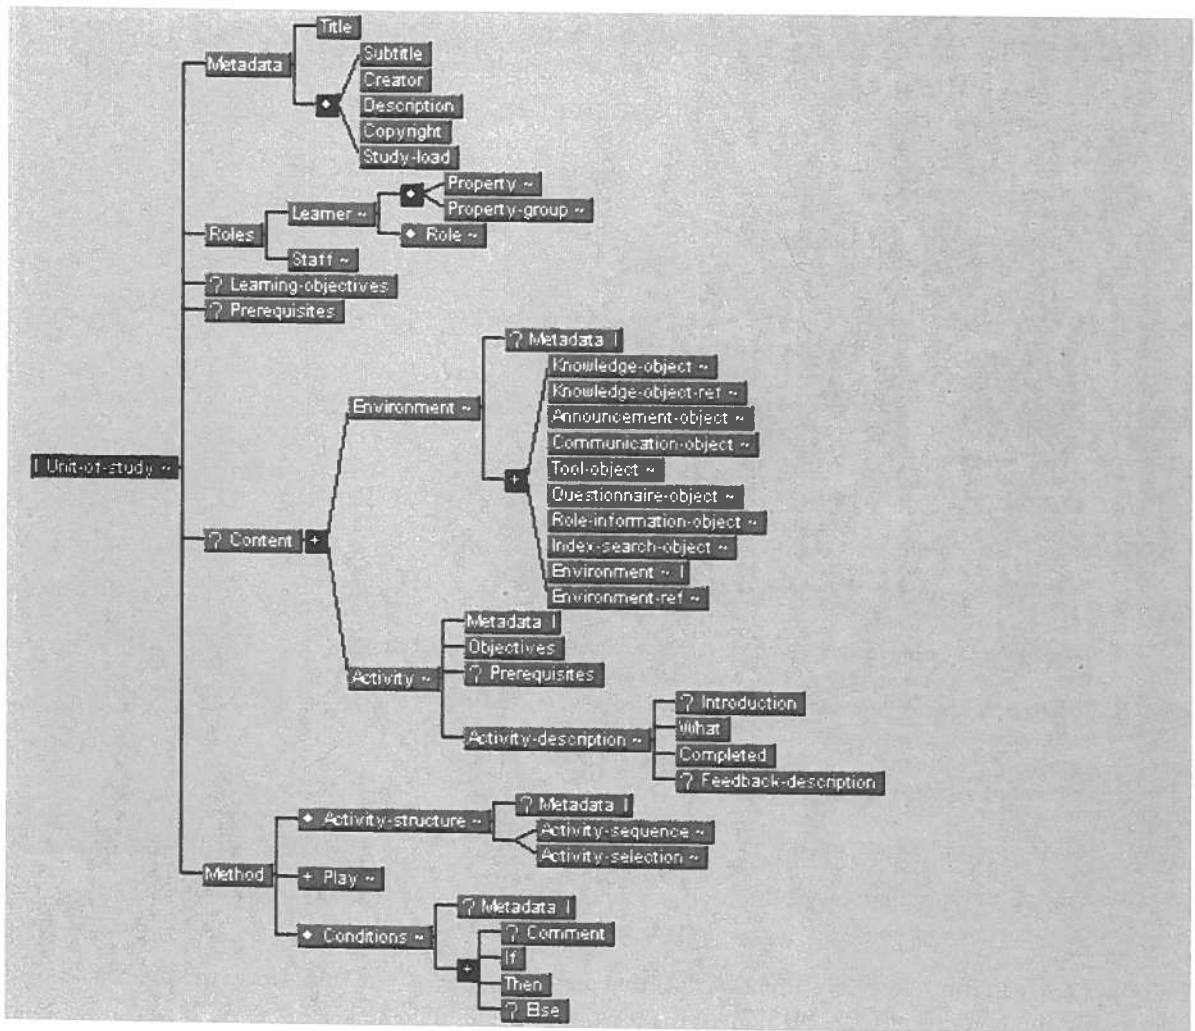 Title
Metadata
Subtitle
Creator
Description
Copyright
Study-load
Property ~
Property-group ~
Learner ~
Role ~
Roles
Staff ~
? Learning-objectives
? Prerequisites
? Metadata |
Knowledge-object ~
Knowledge-object-ref ~
Environment ~
Announcement-object ~
Communication-object ~
| Unit-of-study ~
Tool-object ~
+
Questionnaire-object ~
Role-information-object ~
? Content +
Index-search-object ~
Environment ~ |
Environment-ref ~
Metadata |
Objectives
? Prerequisites
Activity ~
? Introduction
What
Activity-description ~
Completed
? Feedback-description
? Metadata |
Activity-structure ~
Activity-sequence ~
Activity-selection ~
Method
+ Play ~
? Metadata |
Conditions ~
? Comment
If
+
Then
? Else